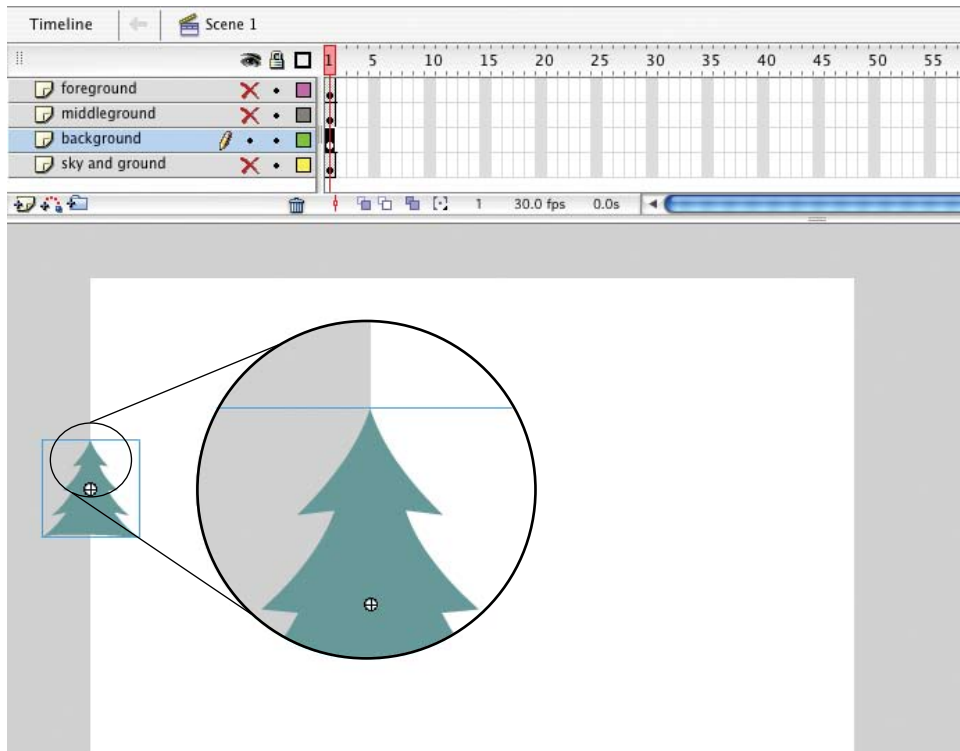 Timeline Scene 1
1 5 10 15 20 25 30 35 40 45 50 55
foreground
middleground
background
sky and ground
1 30.0 fps 0.0s